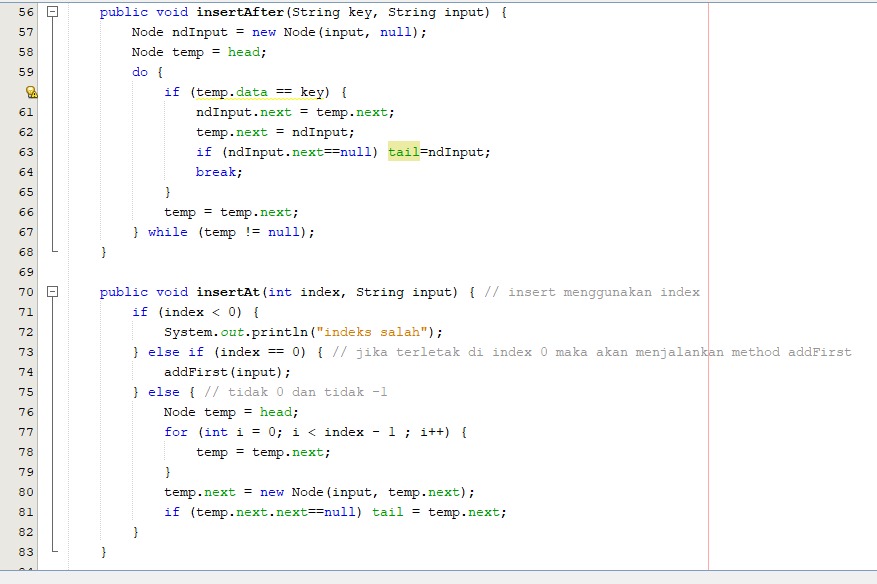 56 public void insertAfter(String key, String input) {
57 Node ndInput = new Node(input, null);
58 Node temp = head;
59 do {
if (temp.data == key) {
61 ndInput.next = temp.next;
62 temp.next = ndInput;
63 if (ndInput.next==null) tail=ndInput;
64 break;
65 }
66 temp = temp.next;
67 } while (temp != null);
68 }
69
70 public void insertAt(int index, String input) { // insert menggunakan index
71 if (index < 0) {
72 System.out.println("indeks salah");
73 } else if (index == 0) { // jika terletak di index 0 maka akan menjalankan method addFirst
74 addFirst(input);
75 } else { // tidak 0 dan tidak -1
76 Node temp = head;
77 for (int i = 0; i < index - 1 ; i++) {
78 temp = temp.next;
79 }
80 temp.next = new Node(input, temp.next);
81 if (temp.next.next==null) tail = temp.next;
82 }
83 }